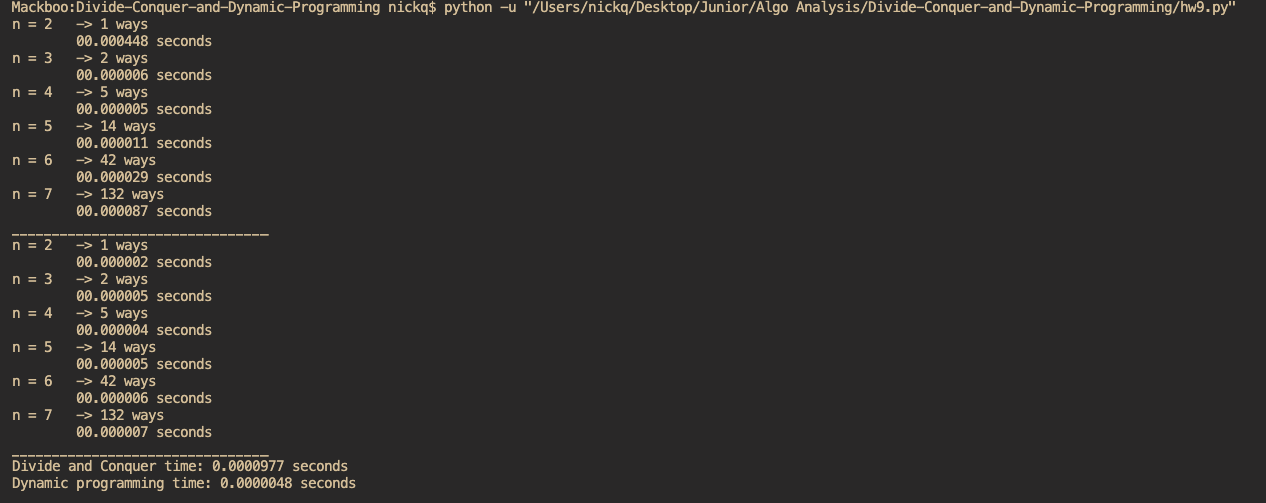 Mackboo:Divide-Conquer-and-Dynamic-Programming nickq$ python -u "/Users/nickq/Desktop/Junior/Algo Analysis/Divide-Conquer-and-Dynamic-Programming/hw9.py"
n = 2   -> 1 ways
        00.000448 seconds
n = 3   -> 2 ways
        00.000006 seconds
n = 4   -> 5 ways
        00.000005 seconds
n = 5   -> 14 ways
        00.000011 seconds
n = 6   -> 42 ways
        00.000029 seconds
n = 7   -> 132 ways
        00.000087 seconds
________________________________
n = 2   -> 1 ways
        00.000002 seconds
n = 3   -> 2 ways
        00.000005 seconds
n = 4   -> 5 ways
        00.000004 seconds
n = 5   -> 14 ways
        00.000005 seconds
n = 6   -> 42 ways
        00.000006 seconds
n = 7   -> 132 ways
        00.000007 seconds
________________________________
Divide and Conquer time: 0.0000977 seconds
Dynamic programming time: 0.0000048 seconds